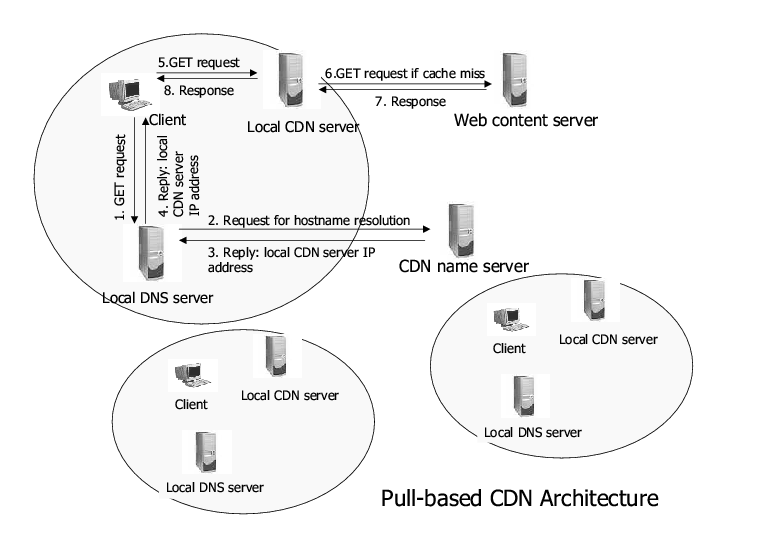 5.GET request
8. Response
6.GET request if cache miss
7. Response
Client
Local CDN server
Web content server
1. GET request
4. Reply: local
CDN server
IP address
2. Request for hostname resolution
3. Reply: local CDN server IP
address
Local DNS server
CDN name server
Client
Local CDN server
Local DNS server
Client
Local CDN server
Local DNS server
Pull-based CDN Architecture